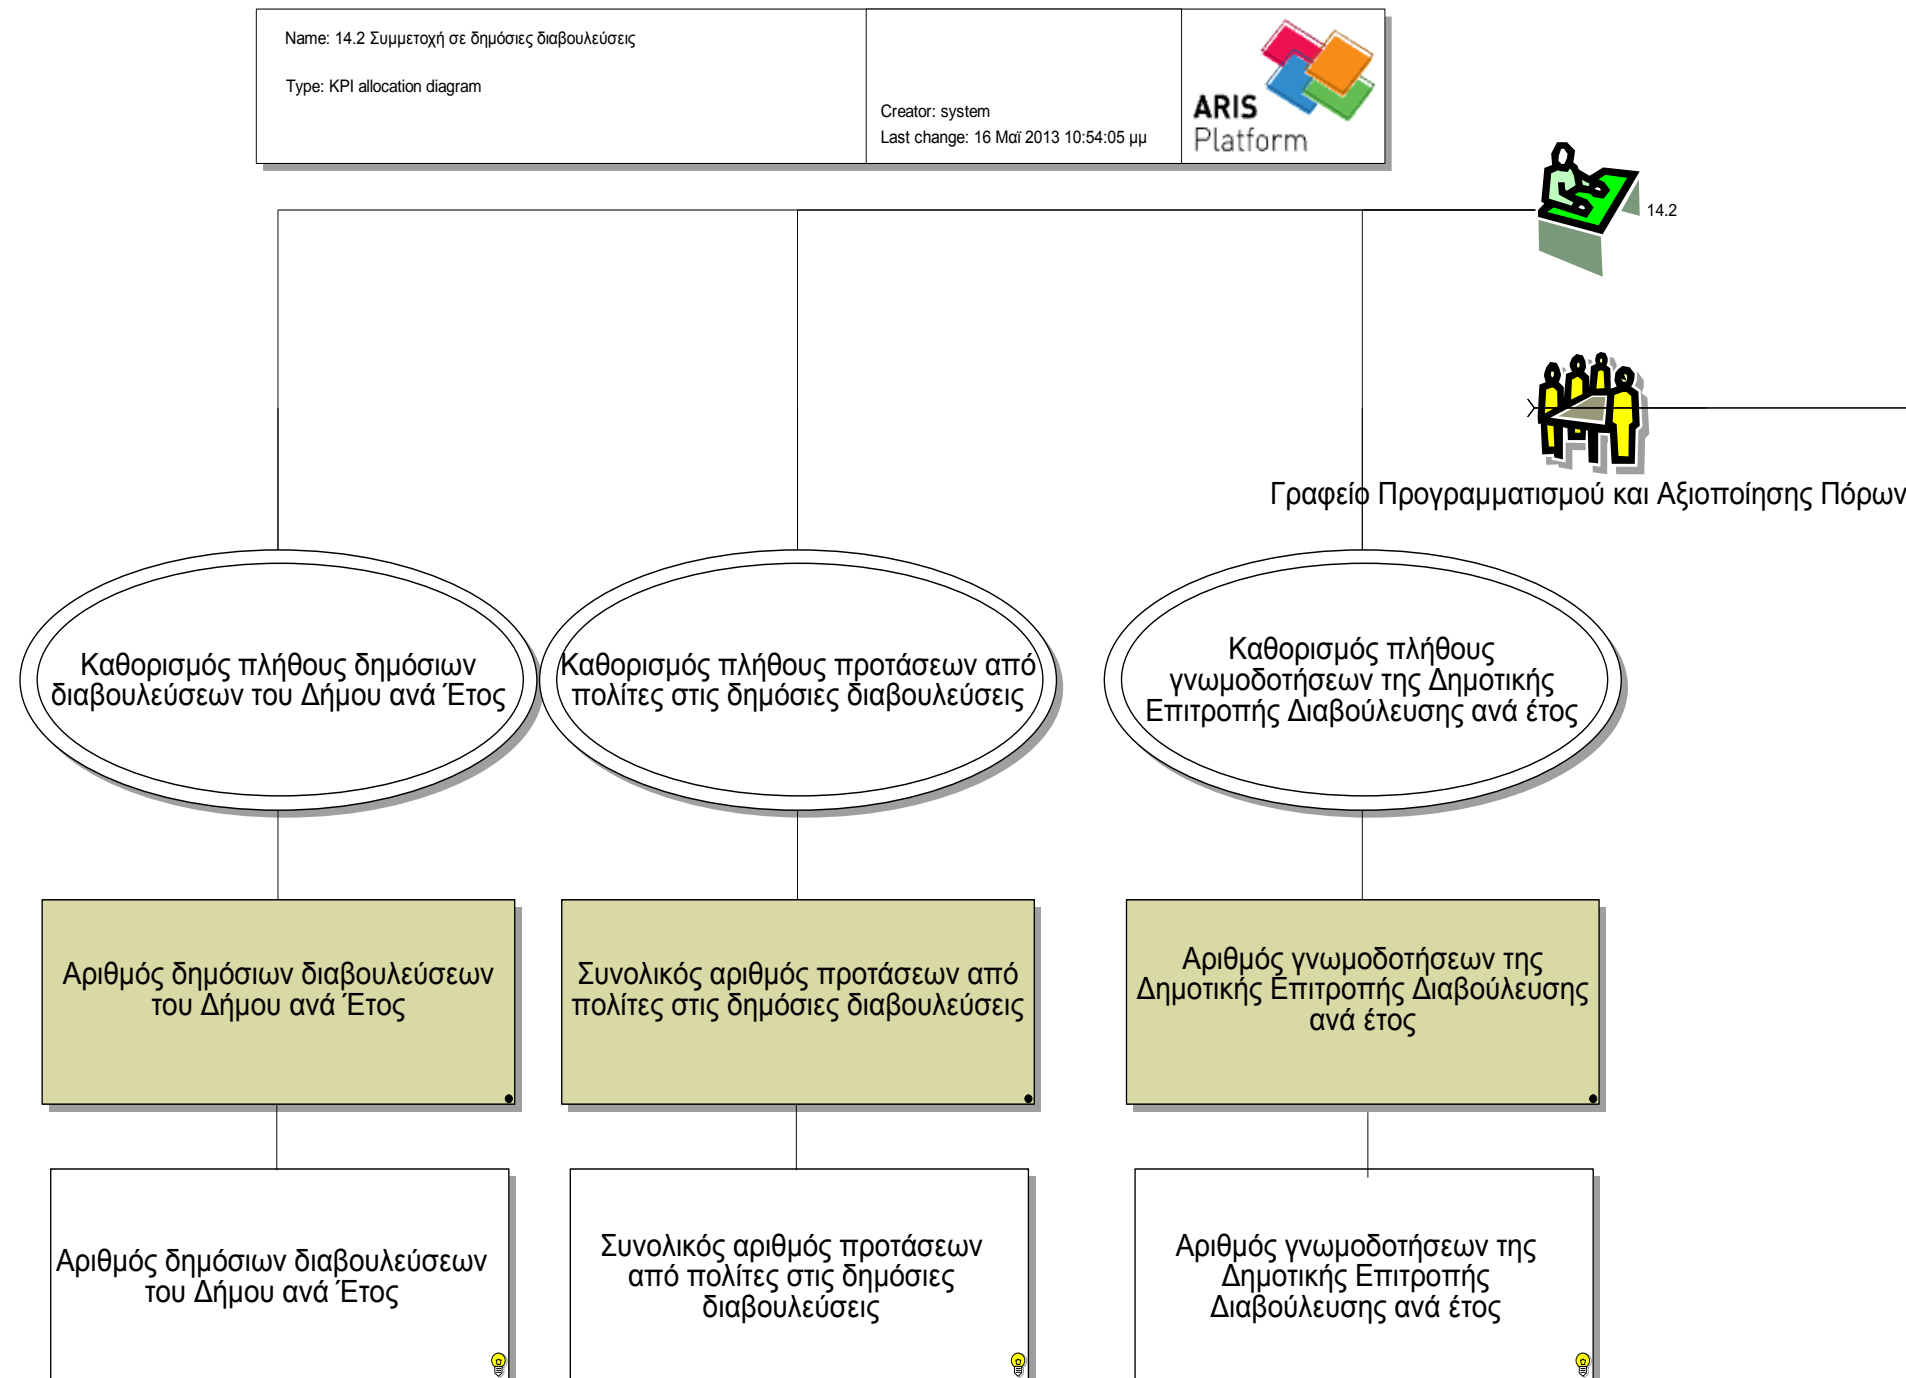 Name: 14.2 Συμμετοχή σε δημόσιες διαβουλεύσεις
Type: KPI allocation diagram
Creator: system
Last change: 16 Μαϊ 2013 10:54:05 μμ
ARIS
Platform
14.2
Γραφείο Προγραμματισμού και Αξιοποίησης Πόρων
Καθορισμός πλήθους δημόσιων
διαβουλεύσεων του Δήμου ανά Έτος
Καθορισμός πλήθους προτάσεων από
πολίτες στις δημόσιες διαβουλεύσεις
Καθορισμός πλήθους
γνωμοδοτήσεων της Δημοτικής
Επιτροπής Διαβούλευσης ανά έτος
Αριθμός δημόσιων διαβουλεύσεων
του Δήμου ανά Έτος
Συνολικός αριθμός προτάσεων από
πολίτες στις δημόσιες διαβουλεύσεις
Αριθμός γνωμοδοτήσεων της
Δημοτικής Επιτροπής Διαβούλευσης
ανά έτος
Αριθμός δημόσιων διαβουλεύσεων
του Δήμου ανά Έτος
Συνολικός αριθμός προτάσεων
από πολίτες στις δημόσιες
διαβουλεύσεις
Αριθμός γνωμοδοτήσεων της
Δημοτικής Επιτροπής
Διαβούλευσης ανά έτος